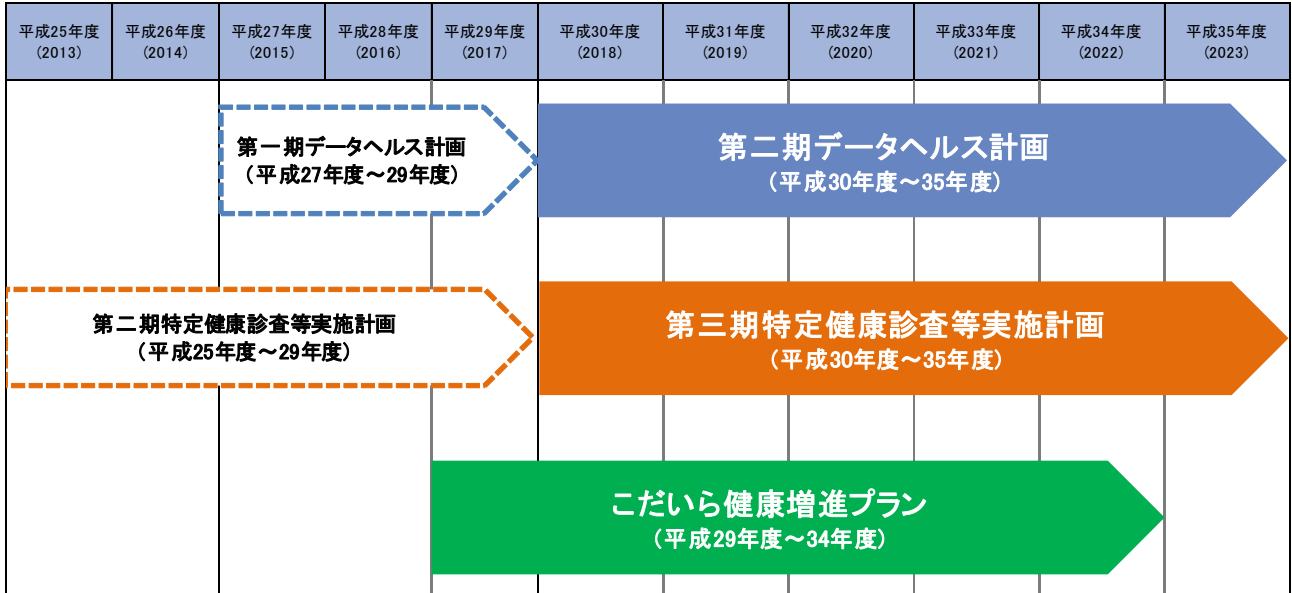 平成25年度 平成26年度 平成27年度 平成28年度 平成29年度 平成30年度 平成31年度 平成32年度 平成33年度 平成34年度 平成35年度
(2013) (2014) (2015) (2016) (2017) (2018) (2019) (2020) (2021) (2022) (2023)
第一期データヘルス計画
(平成27年度～29年度)
第二期データヘルス計画
(平成30年度～35年度)
第二期特定健康診査等実施計画
(平成25年度～29年度)
第三期特定健康診査等実施計画
(平成30年度～35年度)
こだいら健康増進プラン
(平成29年度～34年度)